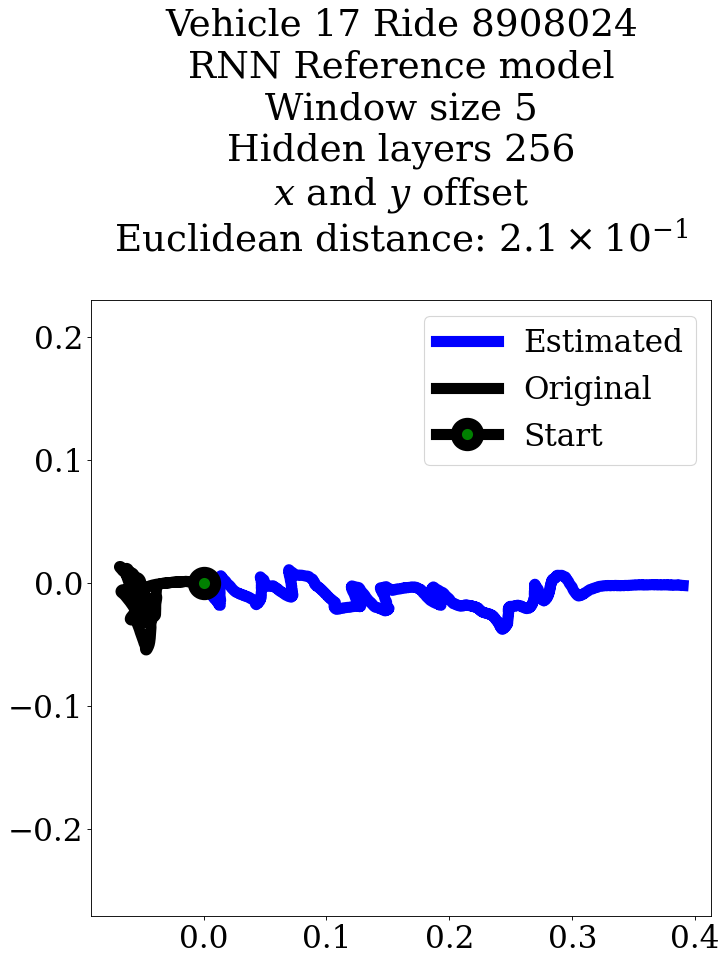 Vehicle 17 Ride 8908024
RNN Reference model
Window size 5
Hidden layers 256
x and y offset
Euclidean distance: 2.1 × 10⁻¹
Estimated
Original
Start
0.2
0.1
0.0
−0.1
−0.2
0.0 0.1 0.2 0.3 0.4